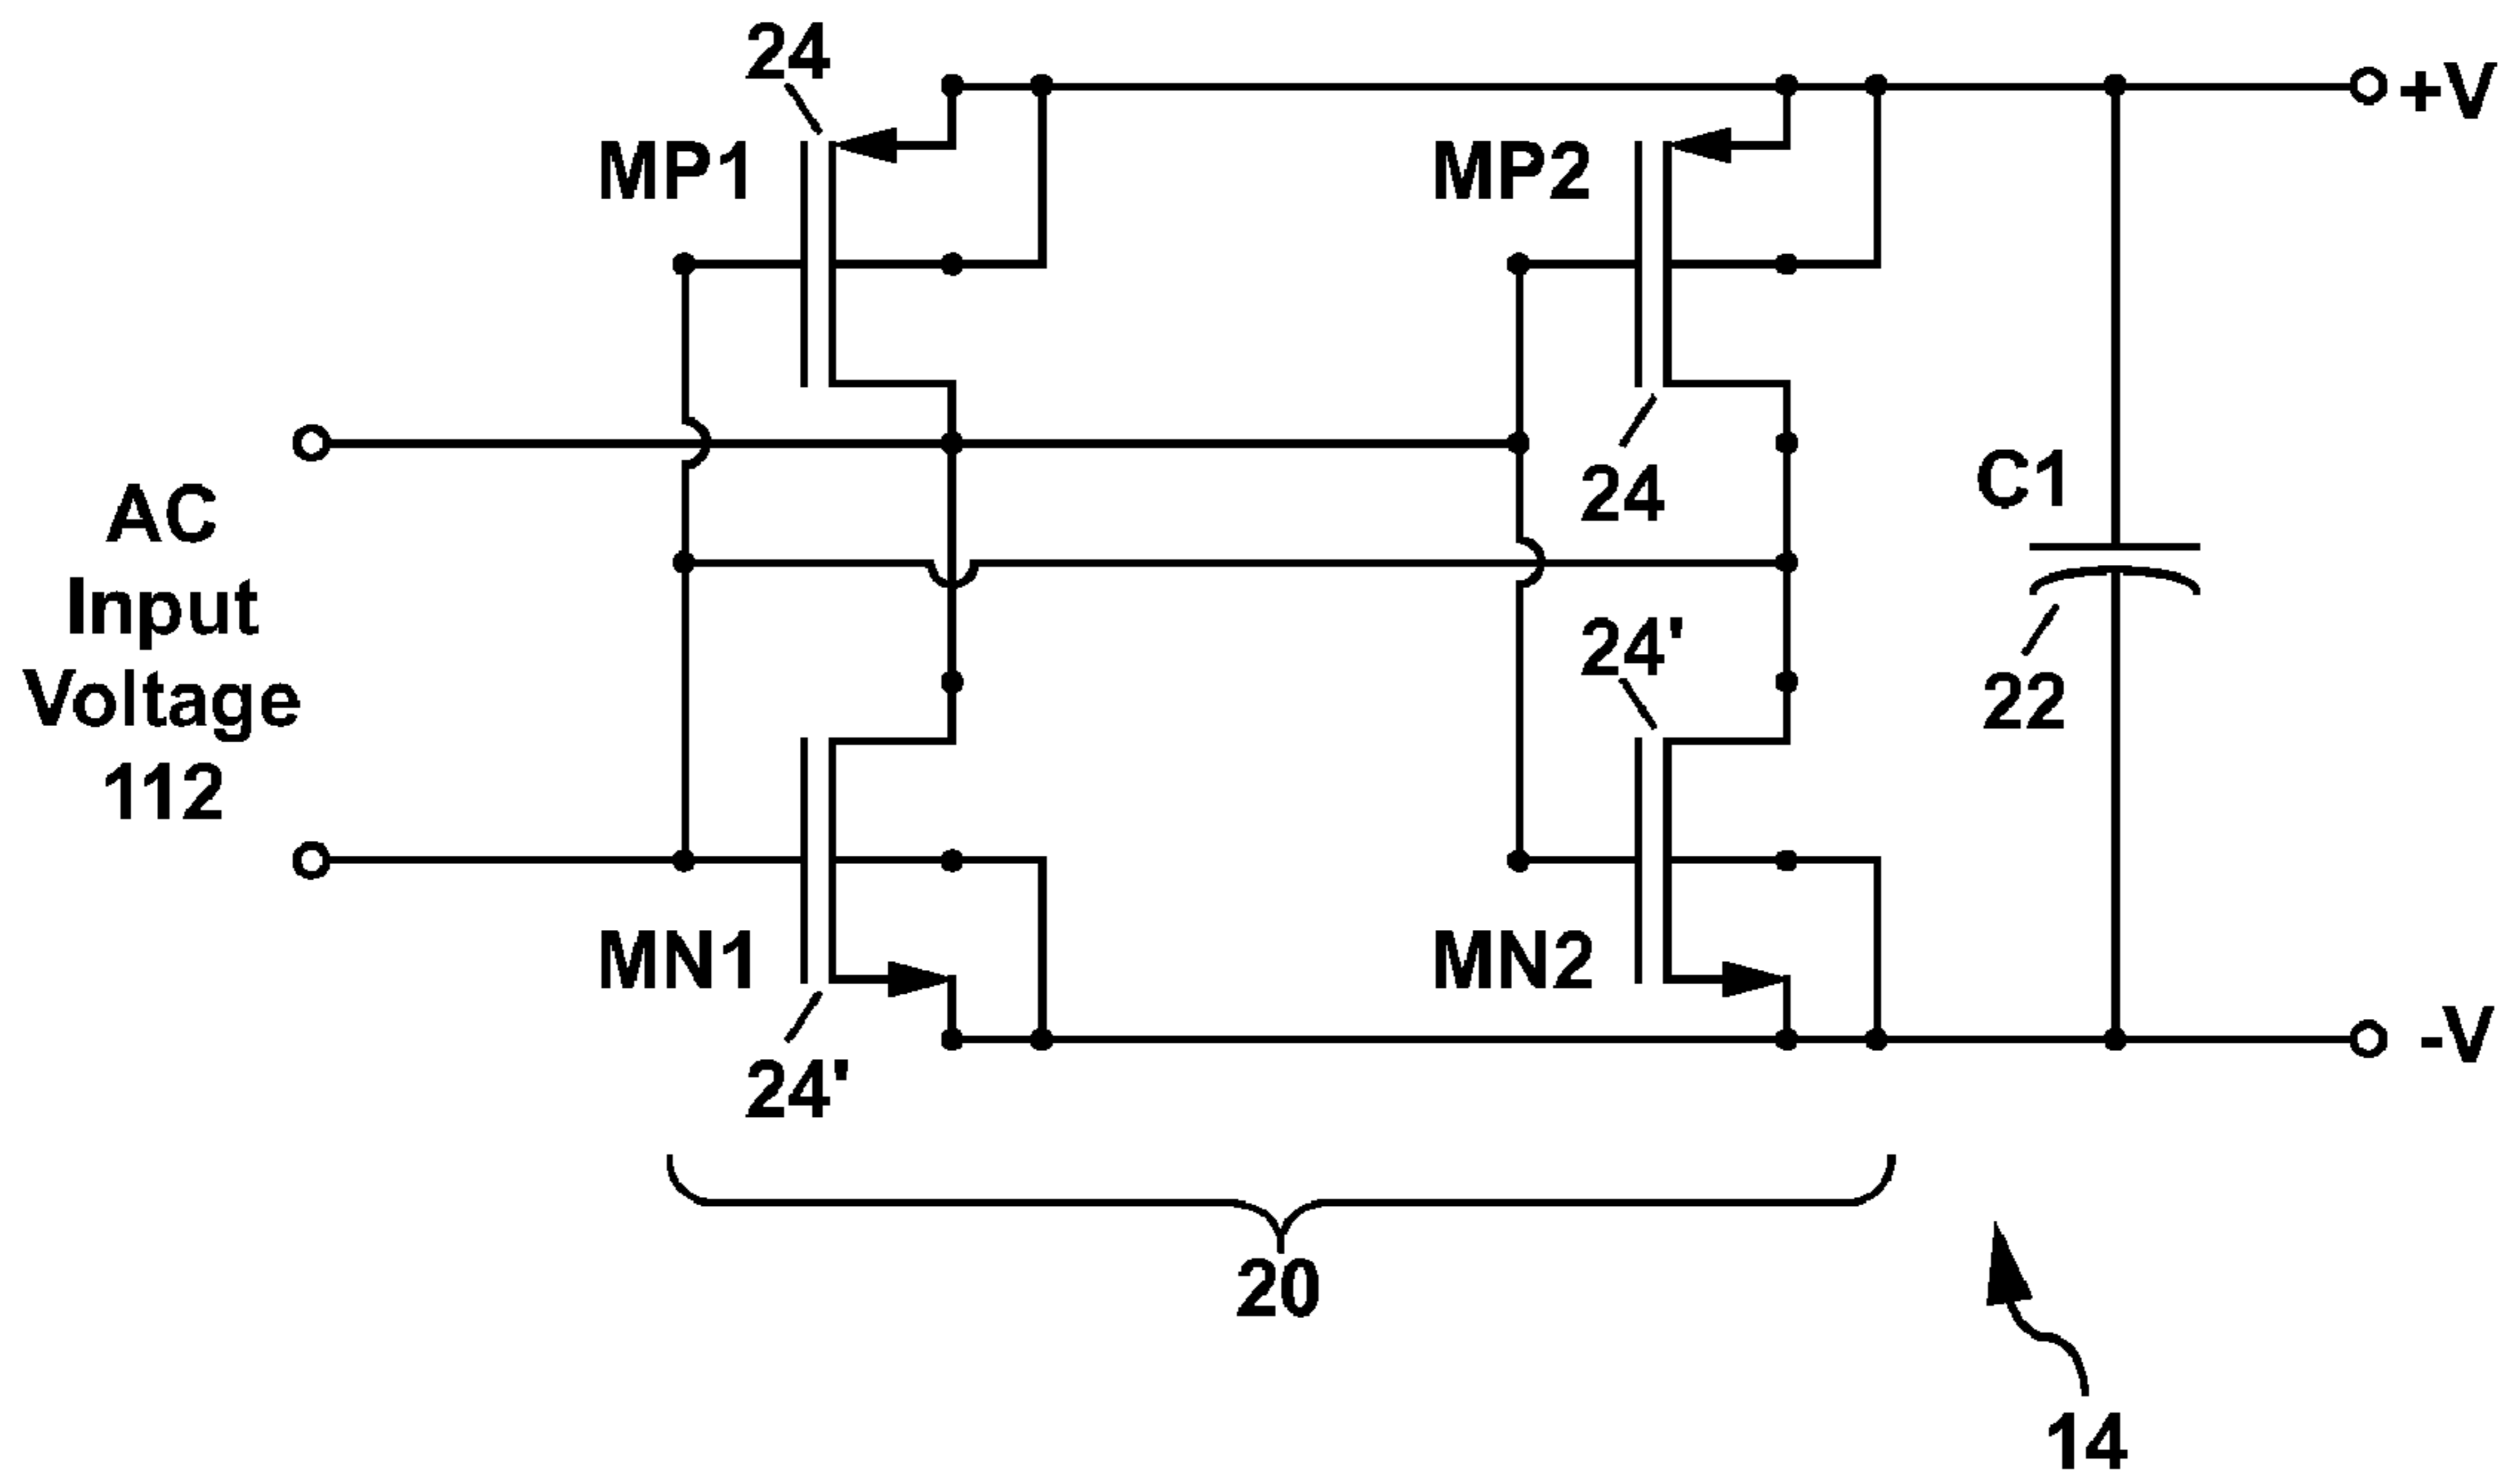 24
+V
MP1
MP2
C1
24
AC
Input
Voltage
112
24'
22
MN1
MN2
-V
24'
20
14